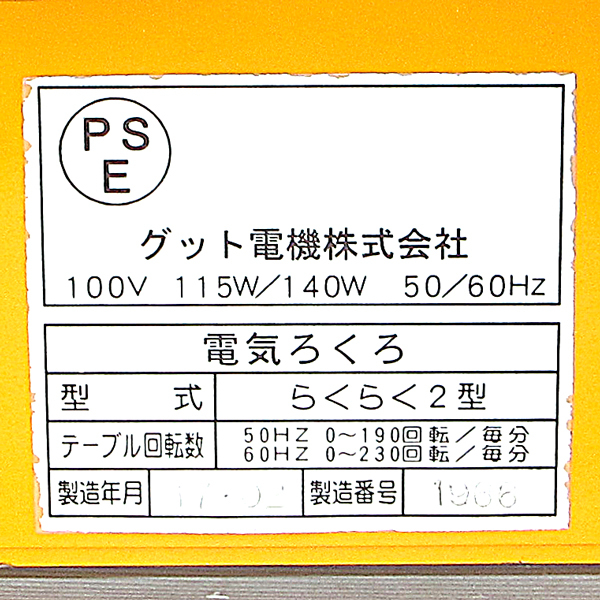 PS
E
グット電機株式会社
100V 115W/140W 50/60Hz
電気ろくろ
型式 らくらく2型
テーブル回転数 50HZ 0～190回転/毎分
60HZ 0～230回転/毎分
製造年月 製造番号